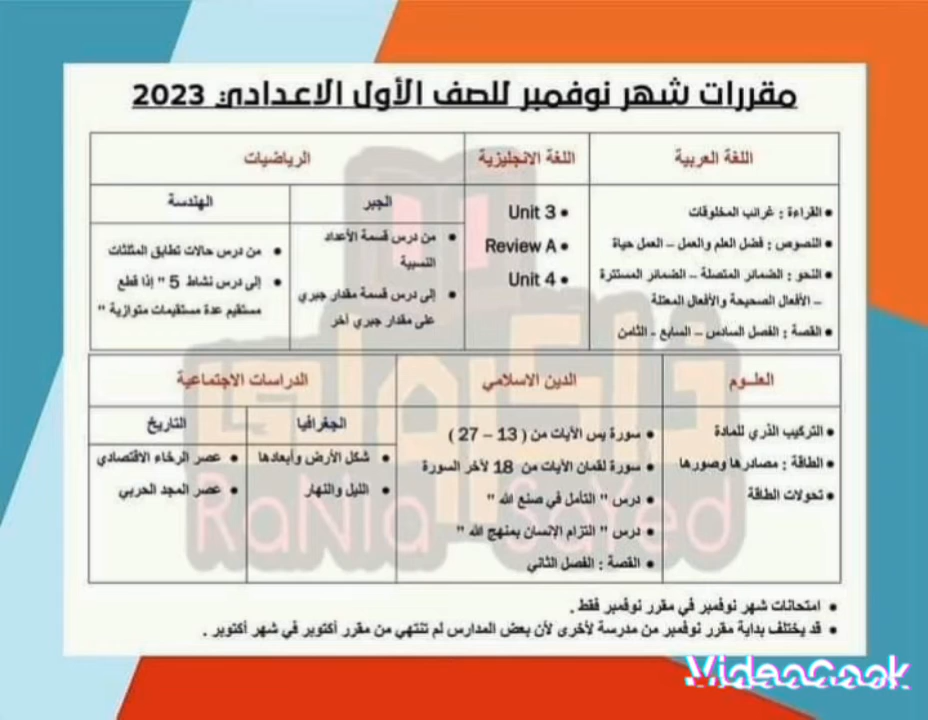 مقررات شهر نوفمبر للصف الأول الاعدادي 2023
اللغة العربية
القراءة : غرائب المخلوقات
النصوص : فضل العلم والعمل – العمل حياة
النحو : الضمائر المتصلة – الضمائر المستترة
– الأفعال الصحيحة والأفعال المعتلة
القصة : الفصل السادس – السابع - الثامن
اللغة الانجليزية
Unit 3
Review A
Unit 4
الرياضيات
الجبر
من درس قسمة الأعداد
النسبية
إلى درس قسمة مقدار جبري
على مقدار جبري أخر
الهندسة
من درس حالات تطابق المثلثات
إلى درس نشاط 5 " إذا قطع
مستقيم عدة مستقيمات متوازية "
العلــوم
التركيب الذري للمادة
الطاقة : مصادرها وصورها
تحولات الطاقة
الدين الاسلامي
سورة يس الآيات من ( 13 – 27 )
سورة لقمان الآيات من 18 لآخر السورة
درس " التأمل في صنع الله "
درس " التزام الإنسان بمنهج الله "
القصة : الفصل الثاني
الدراسات الاجتماعية
الجغرافيا
شكل الأرض وأبعادها
الليل والنهار
التاريخ
عصر الرخاء الاقتصادي
عصر المجد الحربي
امتحانات شهر نوفمبر في مقرر نوفمبر فقط .
قد يختلف بداية مقرر نوفمبر من مدرسة لأخرى لأن بعض المدارس لم تنتهي من مقرر أكتوبر في شهر أكتوبر .
RaNia SaYed
VideoCook